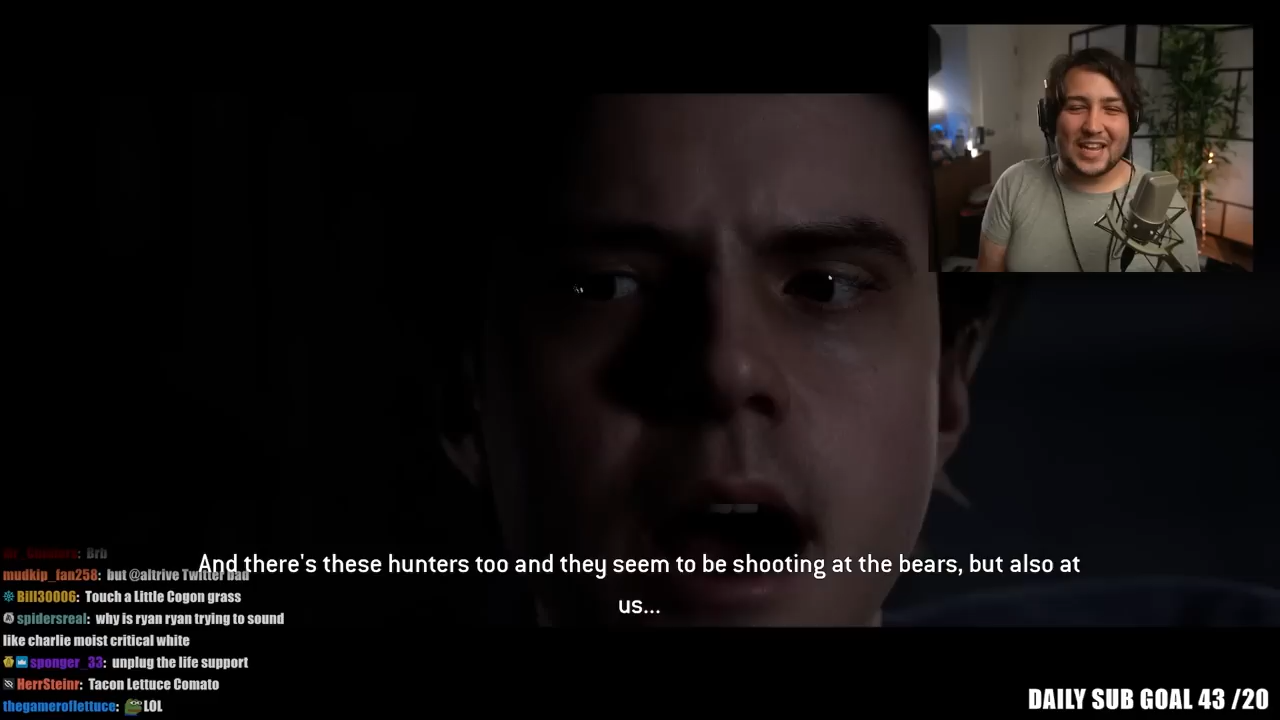 And there's these hunters too and they seem to be shooting at the bears, but also at
us...
Brb
mudkip_fan258: but @altrive Twitter bad
Bill30006: Touch a Little Cogon grass
spidersreal: why is ryan ryan trying to sound
like charlie moist critical white
sponger_33: unplug the life support
HerrSteinr: Tacon Lettuce Comato
thegameroflettuce: LOL
DAILY SUB GOAL 43 /20